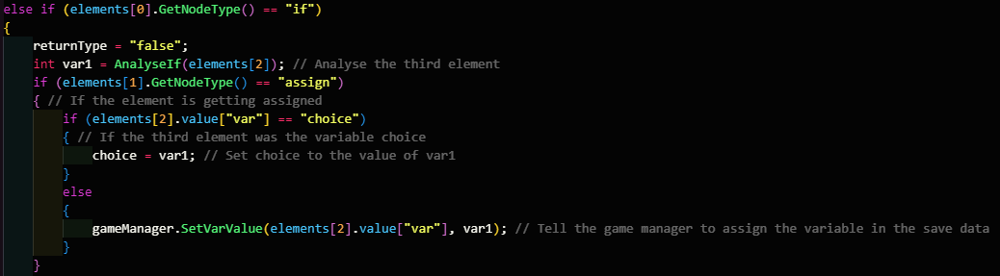 else if (elements[0].GetNodeType() == "if")
{
    returnType = "false";
    int var1 = AnalyseIf(elements[2]); // Analyse the third element
    if (elements[1].GetNodeType() == "assign")
    { // If the element is getting assigned
        if (elements[2].value["var"] == "choice")
        { // If the third element was the variable choice
            choice = var1; // Set choice to the value of var1
        }
        else
        {
            gameManager.SetVarValue(elements[2].value["var"], var1); // Tell the game manager to assign the variable in the save data
        }
    }